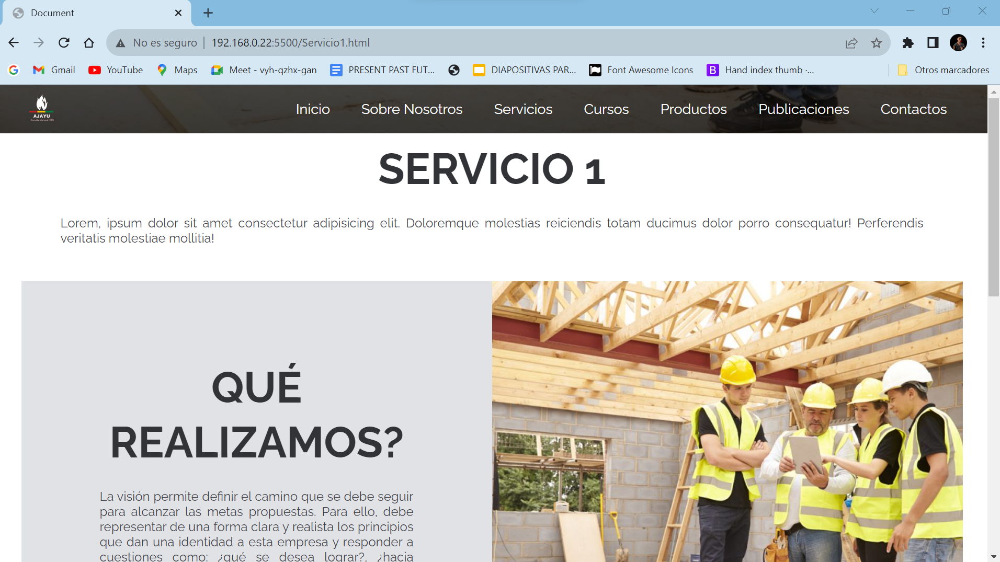 Document
No es seguro 192.168.0.22:5500/Servicio1.html
Gmail YouTube Maps Meet - vyh-qzhx-gan PRESENT PAST FUT... DIAPOSITIVAS PAR... Font Awesome Icons B Hand index thumb ·... Otros marcadores
AJAYU
Inicio Sobre Nosotros Servicios Cursos Productos Publicaciones Contactos
SERVICIO 1
Lorem, ipsum dolor sit amet consectetur adipisicing elit. Doloremque molestias reiciendis totam ducimus dolor porro consequatur! Perferendis
veritatis molestiae mollitia!
QUÉ
REALIZAMOS?
La visión permite definir el camino que se debe seguir
para alcanzar las metas propuestas. Para ello, debe
representar de una forma clara y realista los principios
que dan una identidad a esta empresa y responder a
cuestiones como: ¿qué se desea lograr?, ¿hacia